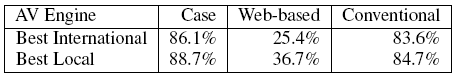 AV Engine Case Web-based Conventional
Best International 86.1% 25.4% 83.6%
Best Local 88.7% 36.7% 84.7%